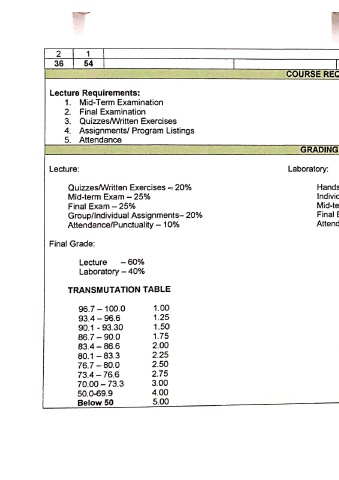 2 1
36 54
COURSE REQ
Lecture Requirements:
1. Mid-Term Examination
2. Final Examination
3. Quizzes/Written Exercises
4. Assignments/ Program Listings
5. Attendance
GRADING
Lecture:
Quizzes/Written Exercises – 20%
Mid-term Exam – 25%
Final Exam – 25%
Group/Individual Assignments– 20%
Attendance/Punctuality – 10%
Laboratory:
Hands
Individ
Mid-te
Final E
Attend
Final Grade:
Lecture – 60%
Laboratory – 40%
TRANSMUTATION TABLE
96.7 – 100.0 1.00
93.4 – 96.6 1.25
90.1 - 93.30 1.50
86.7 – 90.0 1.75
83.4 – 86.6 2.00
80.1 – 83.3 2.25
76.7 – 80.0 2.50
73.4 – 76.6 2.75
70.00 – 73.3 3.00
50.0-69.9 4.00
Below 50 5.00